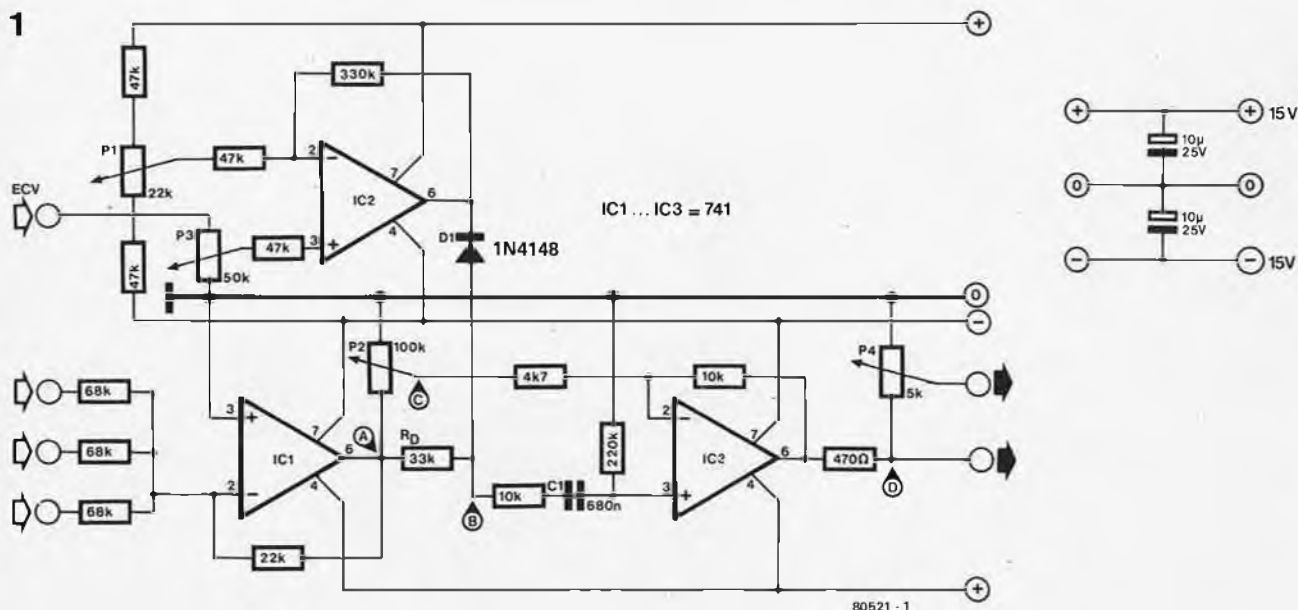 1
+
47k
330k
+
+
15V
P1
47k
2
−
7
10µ
25V
ECV
22k
6
IC1 ... IC3 = 741
0
0
IC2
P3
47k
3
+
4
D1
1N4148
10µ
25V
47k
50k
−
−
15V
0
−
P2
100k
P4
68k
C
4k7
10k
5k
3
+
7
2
−
7
68k
IC1
6
A
RD
33k
220k
IC3
6
470Ω
68k
2
−
4
10k
C1
680n
3
+
4
D
B
22k
+
80521 - 1